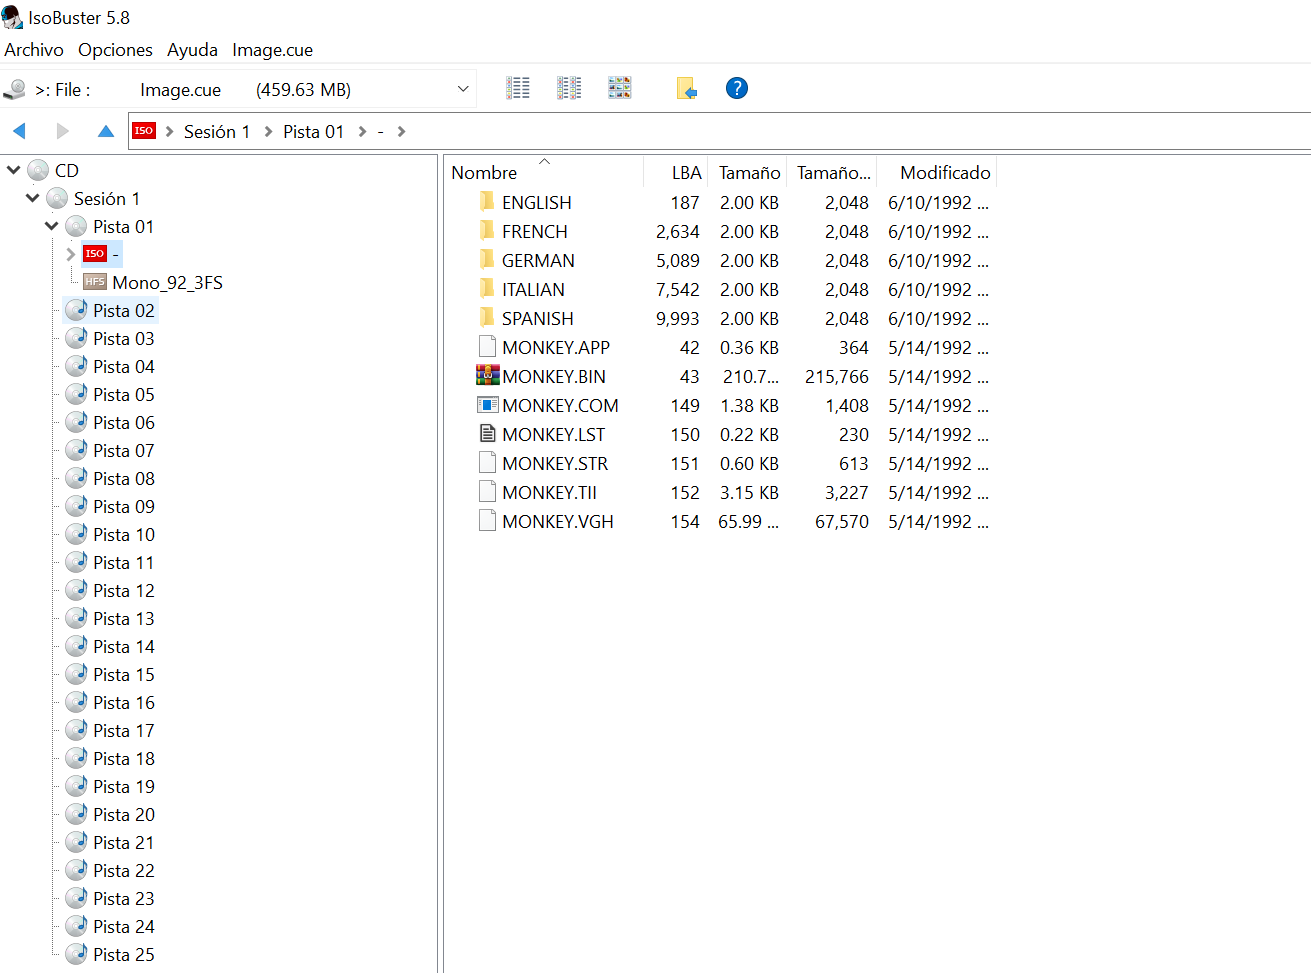 IsoBuster 5.8
Archivo Opciones Ayuda Image.cue
>: File : Image.cue (459.63 MB)
ISO > Sesión 1 > Pista 01 > - >
CD
Sesión 1
Pista 01
ISO -
HFS Mono_92_3FS
Pista 02
Pista 03
Pista 04
Pista 05
Pista 06
Pista 07
Pista 08
Pista 09
Pista 10
Pista 11
Pista 12
Pista 13
Pista 14
Pista 15
Pista 16
Pista 17
Pista 18
Pista 19
Pista 20
Pista 21
Pista 22
Pista 23
Pista 24
Pista 25
Nombre LBA Tamaño Tamaño... Modificado
ENGLISH 187 2.00 KB 2,048 6/10/1992 ...
FRENCH 2,634 2.00 KB 2,048 6/10/1992 ...
GERMAN 5,089 2.00 KB 2,048 6/10/1992 ...
ITALIAN 7,542 2.00 KB 2,048 6/10/1992 ...
SPANISH 9,993 2.00 KB 2,048 6/10/1992 ...
MONKEY.APP 42 0.36 KB 364 5/14/1992 ...
MONKEY.BIN 43 210.7... 215,766 5/14/1992 ...
MONKEY.COM 149 1.38 KB 1,408 5/14/1992 ...
MONKEY.LST 150 0.22 KB 230 5/14/1992 ...
MONKEY.STR 151 0.60 KB 613 5/14/1992 ...
MONKEY.TII 152 3.15 KB 3,227 5/14/1992 ...
MONKEY.VGH 154 65.99 ... 67,570 5/14/1992 ...